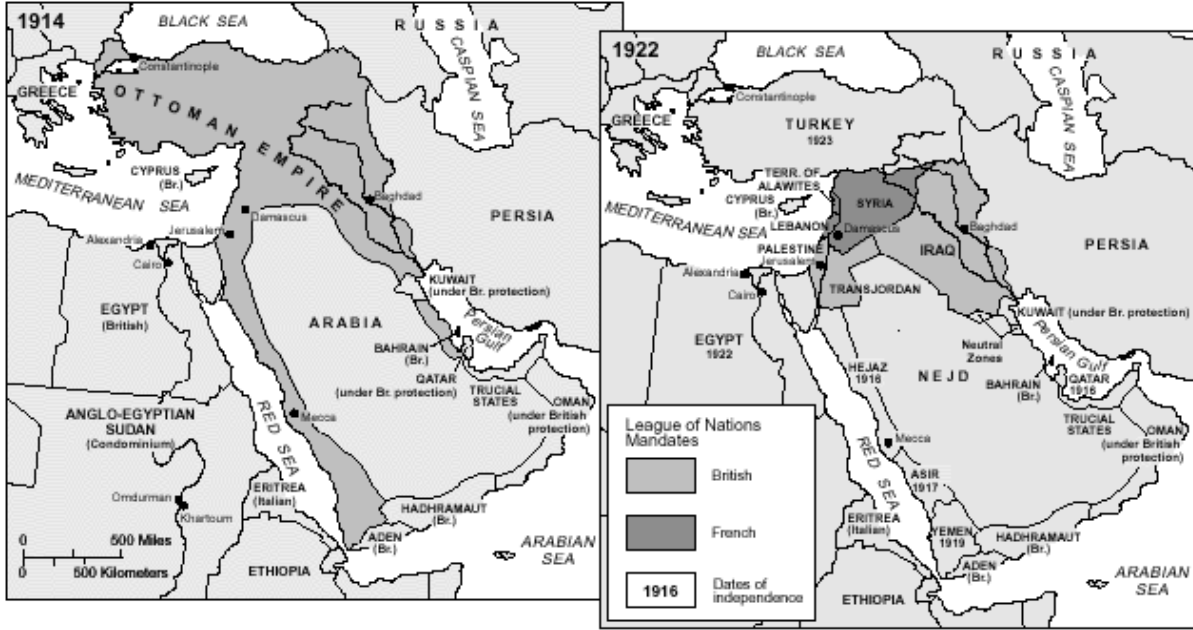 1914
BLACK SEA
RUSSIA
CASPIAN SEA
Constantinople
GREECE
OTTOMAN EMPIRE
CYPRUS
(Br.)
MEDITERRANEAN SEA
Baghdad
Damascus
PERSIA
Jerusalem
Alexandria
Cairo
KUWAIT
(under Br. protection)
EGYPT
(British)
ARABIA
Persian
Gulf
BAHRAIN
(Br.)
QATAR
(under Br. protection)
TRUCIAL
STATES
OMAN
(under British
protection)
Mecca
RED SEA
ANGLO-EGYPTIAN
SUDAN
(Condominium)
ERITREA
(Italian)
Omdurman
Khartoum
HADHRAMAUT
(Br.)
ADEN
(Br.)
ARABIAN
SEA
0 500 Miles
0 500 Kilometers
ETHIOPIA
1922
BLACK SEA
RUSSIA
CASPIAN SEA
Constantinople
GREECE
TURKEY
1923
TERR. OF
ALAWITES
CYPRUS
(Br.)
SYRIA
MEDITERRANEAN SEA
LEBANON
Damascus
Baghdad
PALESTINE
Jerusalem
IRAQ
PERSIA
Alexandria
Cairo
TRANSJORDAN
KUWAIT (under Br. protection)
EGYPT
1922
Neutral
Zones
Persian Gulf
HEJAZ
1916
NEJD
BAHRAIN
(Br.)
QATAR
1916
TRUCIAL
STATES
OMAN
(under British
protection)
Mecca
RED SEA
ASIR
1917
ERITREA
(Italian)
YEMEN
1919
HADHRAMAUT
(Br.)
ADEN
(Br.)
ARABIAN
SEA
ETHIOPIA
League of Nations
Mandates
British
French
1916
Dates of
independence